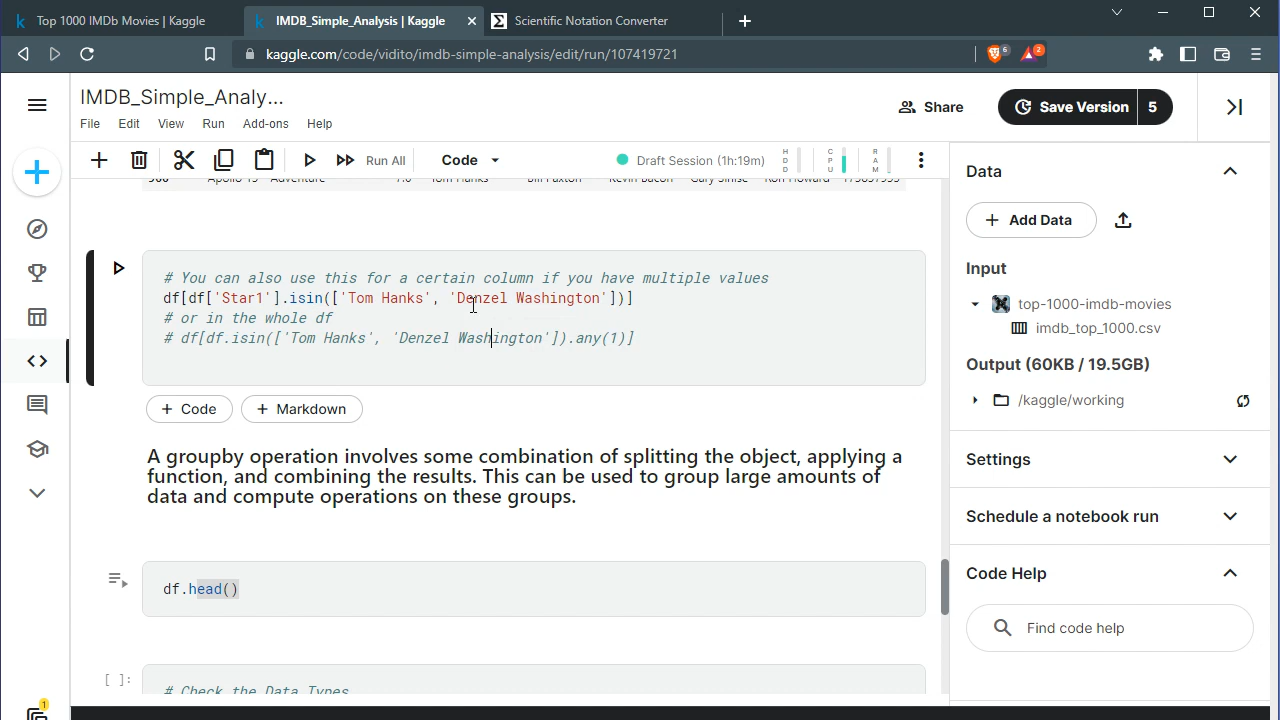 Top 1000 IMDb Movies | Kaggle
IMDB_Simple_Analysis | Kaggle
Scientific Notation Converter
kaggle.com/code/vidito/imdb-simple-analysis/edit/run/107419721
6
2
IMDB_Simple_Analy...
File Edit View Run Add-ons Help
Share
Save Version 5
Run All
Code
Draft Session (1h:19m)
HDD
CPU
RAM
# You can also use this for a certain column if you have multiple values
df[df['Star1'].isin(['Tom Hanks', 'Denzel Washington'])]
# or in the whole df
# df[df.isin(['Tom Hanks', 'Denzel Washington']).any(1)]
+ Code
+ Markdown
A groupby operation involves some combination of splitting the object, applying a
function, and combining the results. This can be used to group large amounts of
data and compute operations on these groups.
df.head()
[ ]:
# Check the Data Types
1
Data
+ Add Data
Input
top-1000-imdb-movies
imdb_top_1000.csv
Output (60KB / 19.5GB)
/kaggle/working
Settings
Schedule a notebook run
Code Help
Find code help